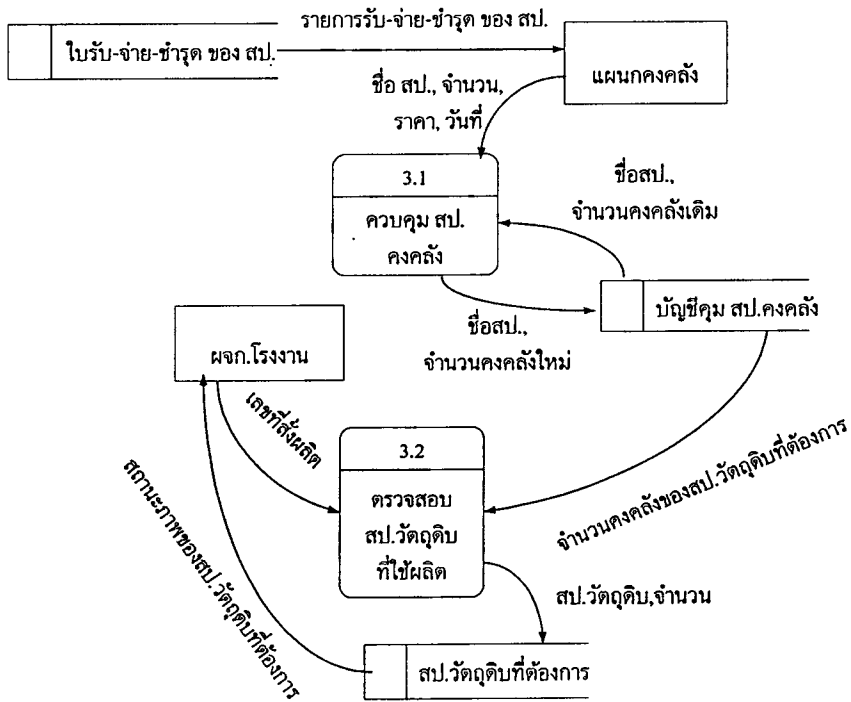 รายการรับ-จ่าย-ชำรุด ของ สป.
ใบรับ-จ่าย-ชำรุด ของ สป.
แผนกคงคลัง
ชื่อ สป., จำนวน,
ราคา, วันที่
3.1
ควบคุม สป.
คงคลัง
ชื่อสป.,
จำนวนคงคลังเดิม
บัญชีคุม สป.คงคลัง
ชื่อสป.,
จำนวนคงคลังใหม่
ผจก.โรงงาน
เลขที่สั่งผลิต
3.2
ตรวจสอบ
สป.วัตถุดิบ
ที่ใช้ผลิต
จำนวนคงคลังของสป.วัตถุดิบที่ต้องการ
สถานะภาพของสป.วัตถุดิบที่ต้องการ
สป.วัตถุดิบ,จำนวน
สป.วัตถุดิบที่ต้องการ